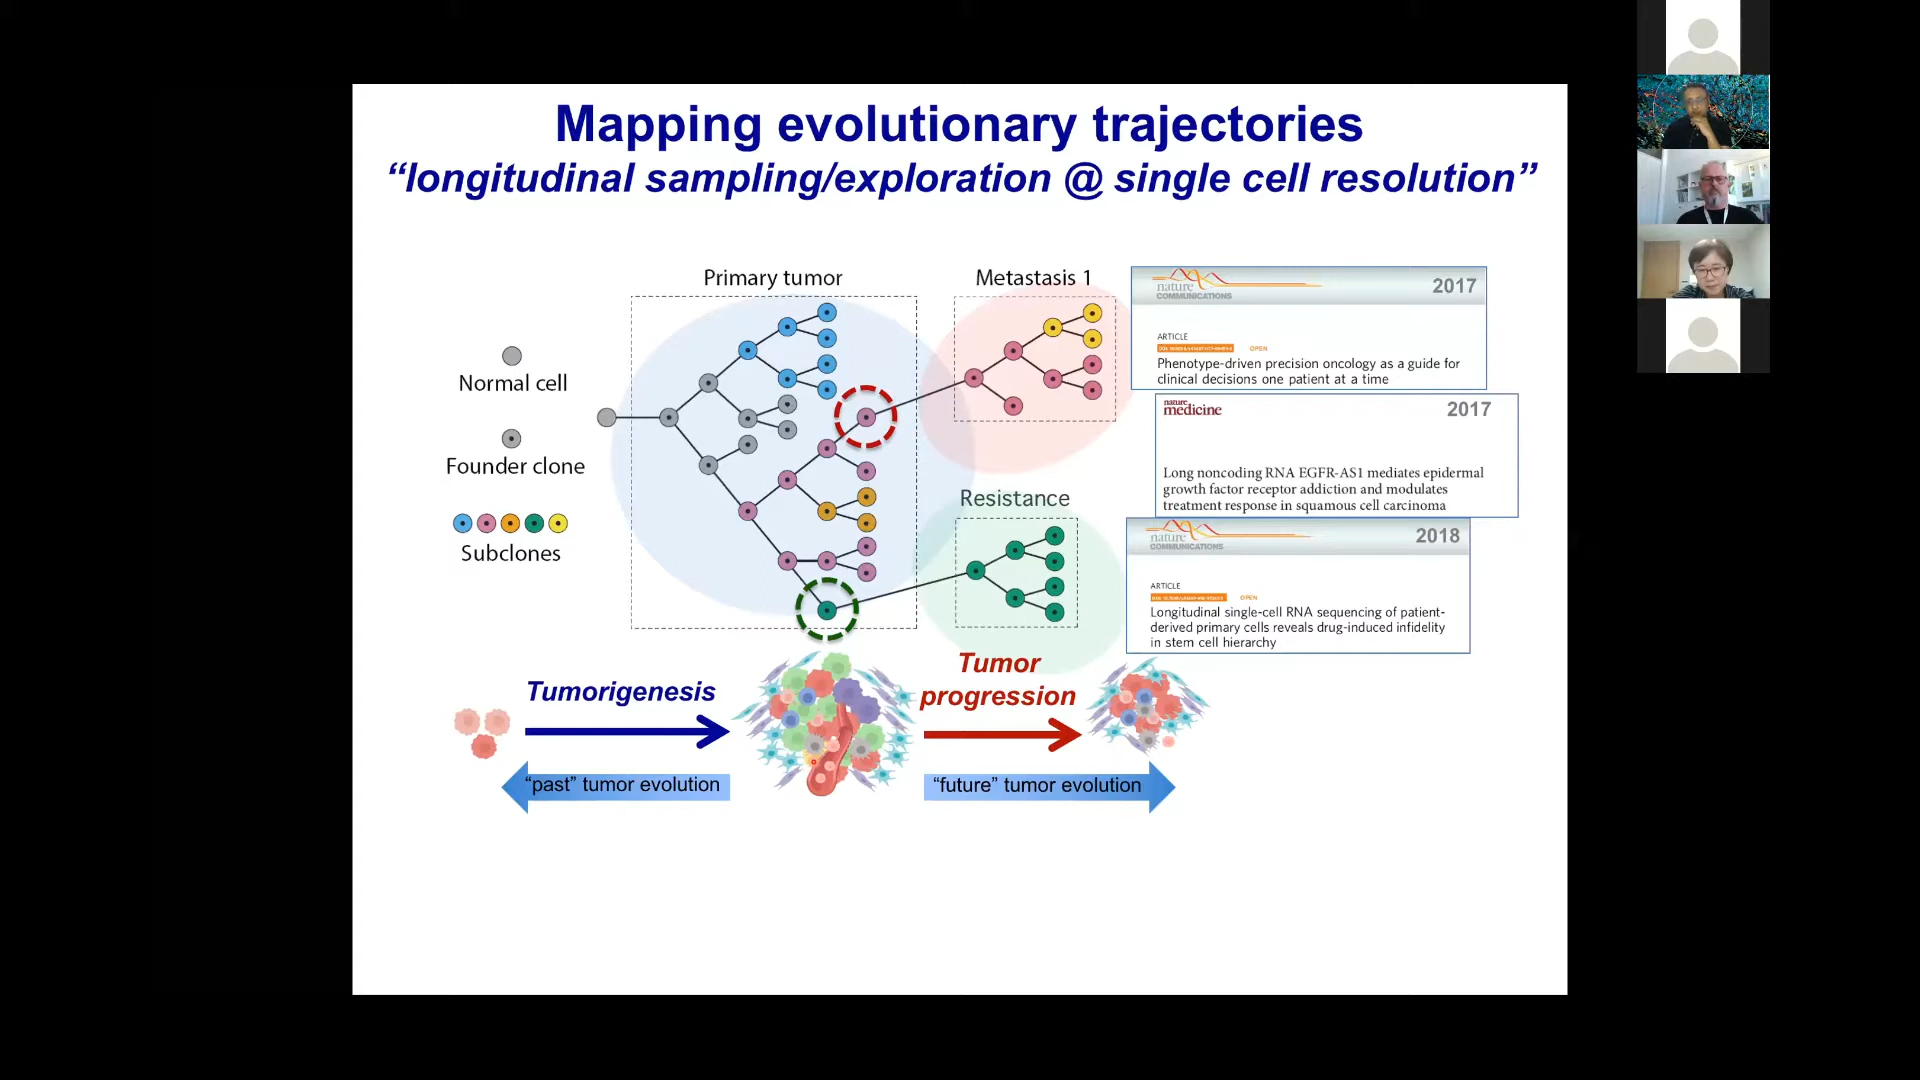 Mapping evolutionary trajectories
“longitudinal sampling/exploration @ single cell resolution”
Primary tumor
Metastasis 1
Normal cell
Founder clone
Subclones
Resistance
nature
COMMUNICATIONS
2017
ARTICLE
OPEN
Phenotype-driven precision oncology as a guide for
clinical decisions one patient at a time
nature
medicine
2017
Long noncoding RNA EGFR-AS1 mediates epidermal
growth factor receptor addiction and modulates
treatment response in squamous cell carcinoma
nature
COMMUNICATIONS
2018
ARTICLE
OPEN
Longitudinal single-cell RNA sequencing of patient-
derived primary cells reveals drug-induced infidelity
in stem cell hierarchy
Tumorigenesis
Tumor
progression
“past” tumor evolution
“future” tumor evolution